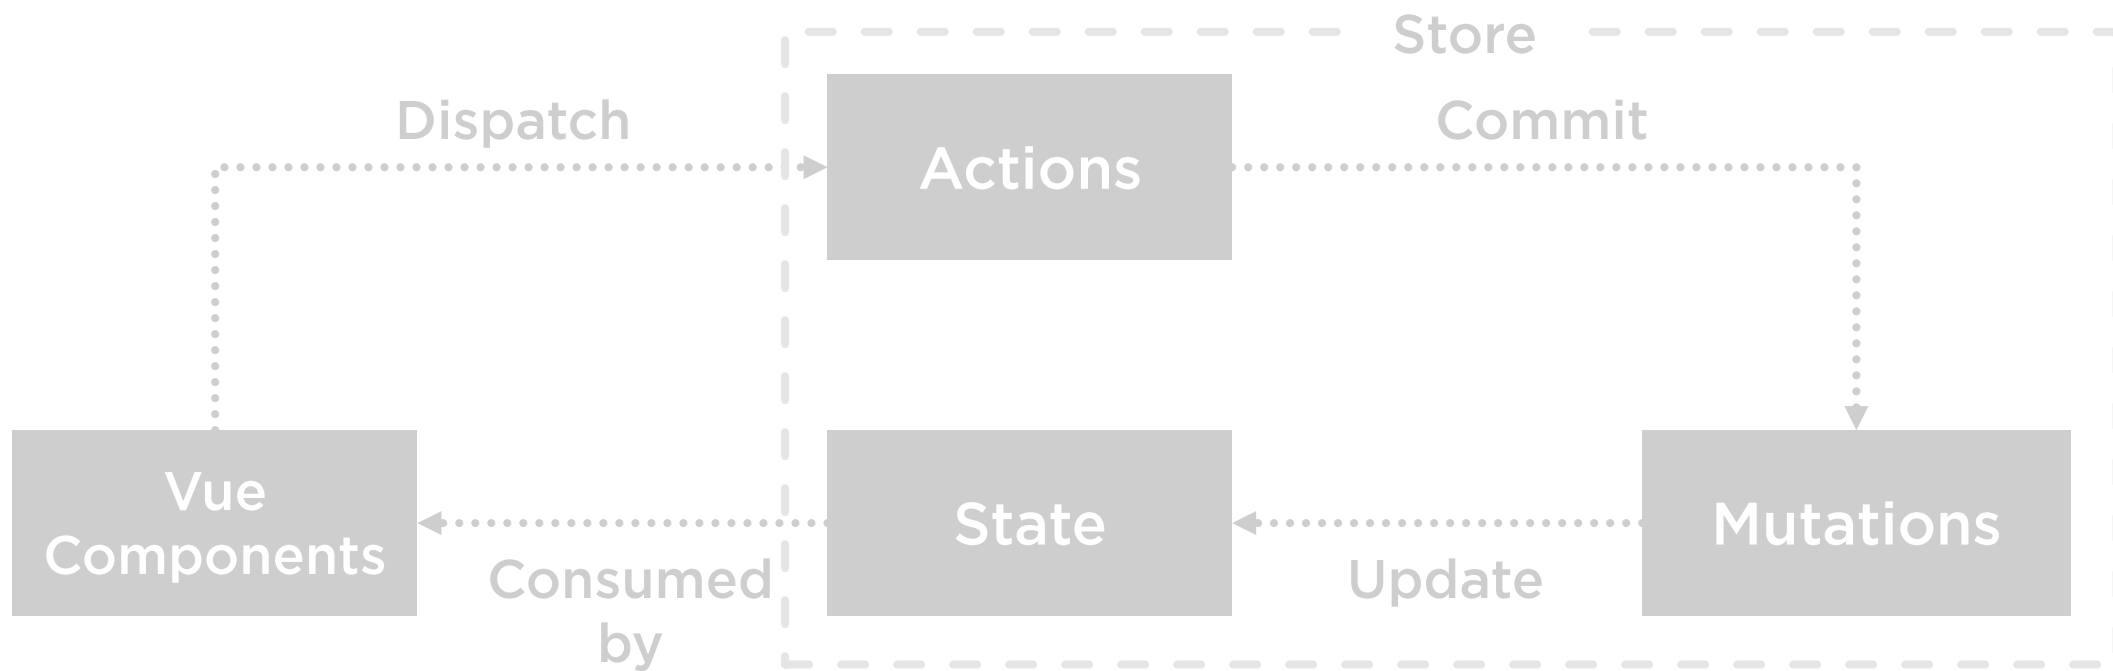 Store
Dispatch
Commit
Actions
Vue
Components
State
Mutations
Consumed
by
Update